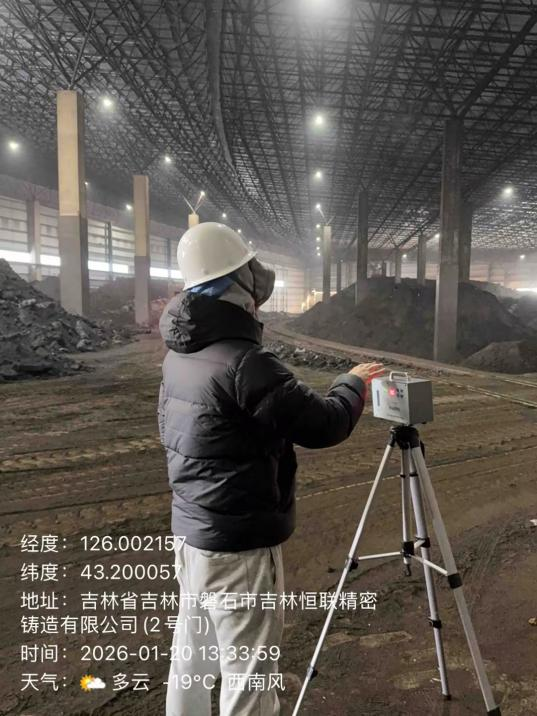 经度：126.002157
纬度：43.200057
地址：吉林省吉林市磐石市吉林恒联精密
铸造有限公司(2号门)
时间：2026-01-20 13:33:59
天气：多云 -19℃ 西南风